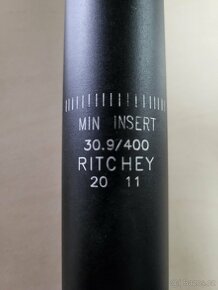 MIN INSERT
30.9/400
RITCHEY
20 11